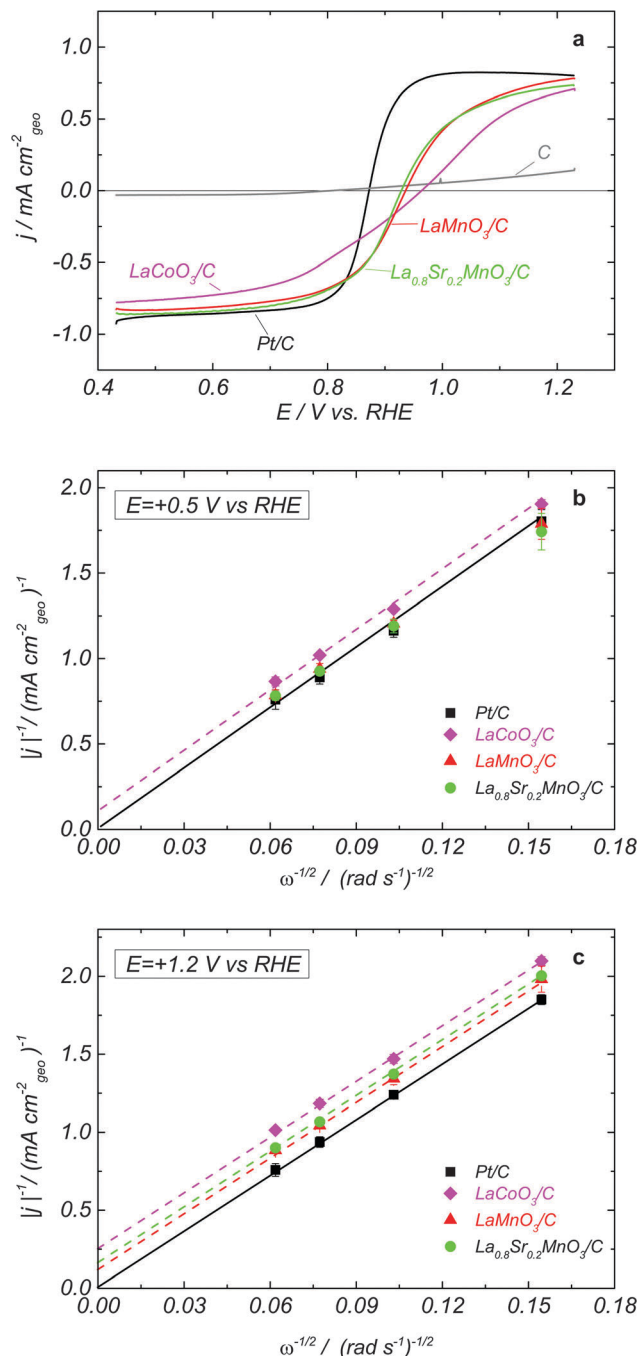 a
1.0
0.5
0.0
-0.5
-1.0
j / mA cm⁻²geo
C
LaMnO₃/C
LaCoO₃/C
La₀.₈Sr₀.₂MnO₃/C
Pt/C
0.4 0.6 0.8 1.0 1.2
E / V vs. RHE
b
E=+0.5 V vs RHE
2.0
1.5
1.0
0.5
0.0
|j|⁻¹/(mA cm⁻²geo)⁻¹
Pt/C
LaCoO₃/C
LaMnO₃/C
La₀.₈Sr₀.₂MnO₃/C
0.00 0.03 0.06 0.09 0.12 0.15 0.18
ω⁻¹/² / (rad s⁻¹)⁻¹/²
c
E=+1.2 V vs RHE
2.0
1.5
1.0
0.5
0.0
|j|⁻¹/(mA cm⁻²geo)⁻¹
Pt/C
LaCoO₃/C
LaMnO₃/C
La₀.₈Sr₀.₂MnO₃/C
0.00 0.03 0.06 0.09 0.12 0.15 0.18
ω⁻¹/² / (rad s⁻¹)⁻¹/²